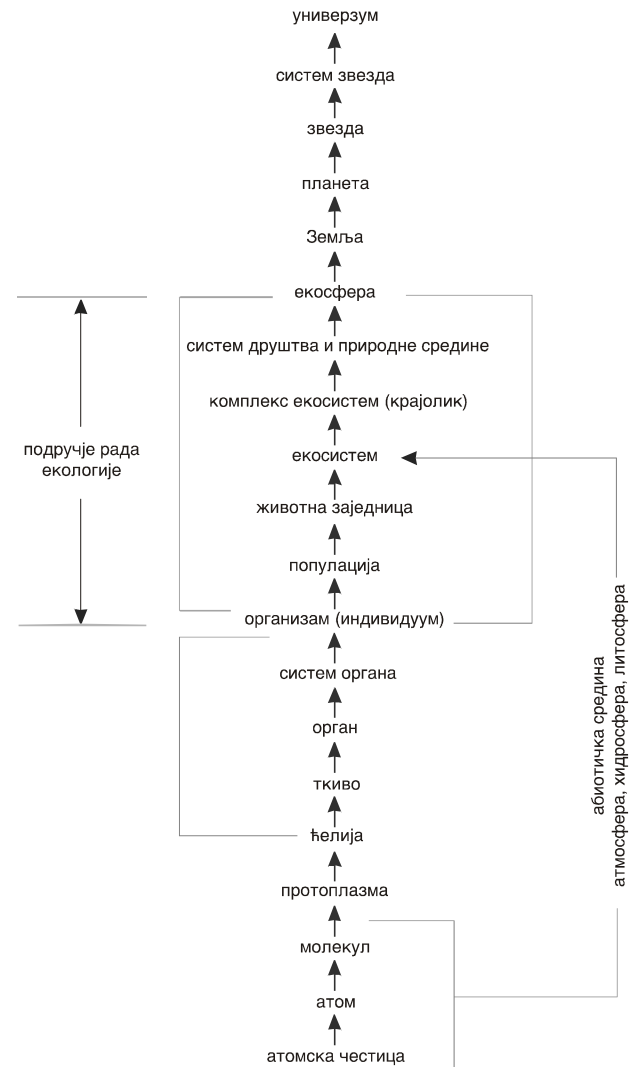 универзум
систем звезда
звезда
планета
Земља
екосфера
систем друштва и природне средине
комплекс екосистем (крајолик)
екосистем
подручје рада
екологије
животна заједница
популација
организам (индивидуум)
систем органа
орган
ткиво
ћелија
протоплазма
молекул
атом
атомска честица
абиотичка средина
атмосфера, хидросфера, литосфера